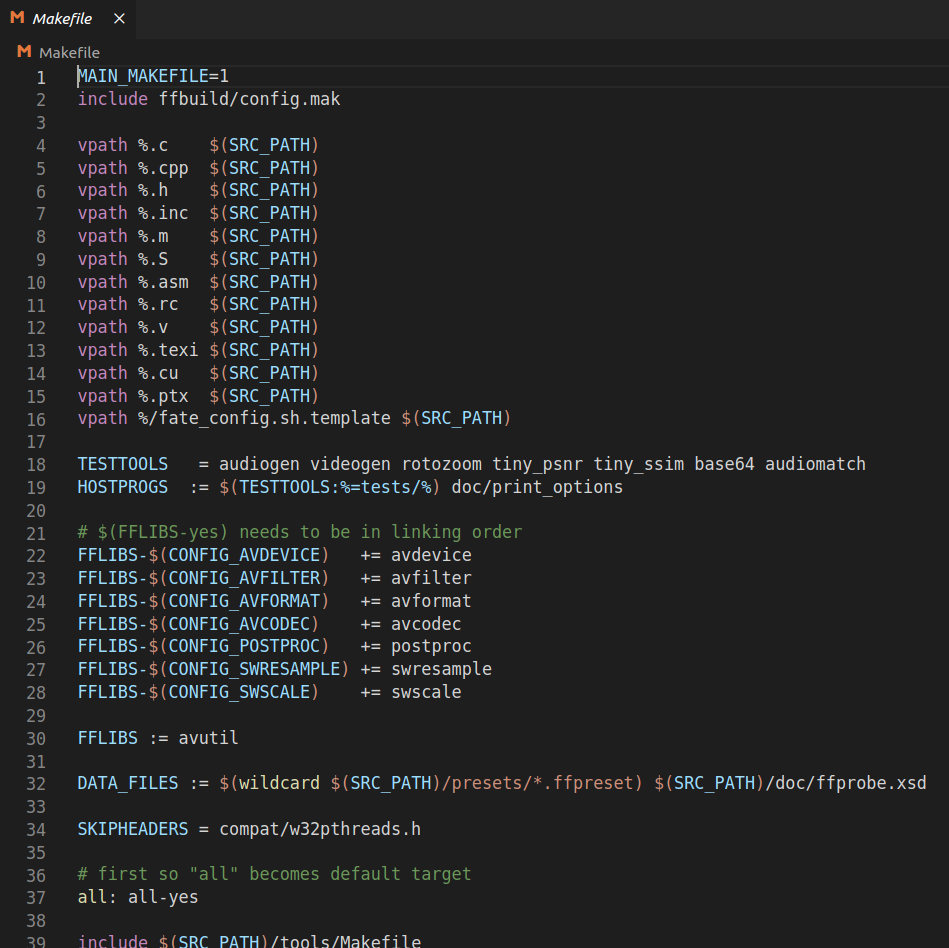 Makefile
Makefile
1 MAIN_MAKEFILE=1
2 include ffbuild/config.mak
3
4 vpath %.c    $(SRC_PATH)
5 vpath %.cpp  $(SRC_PATH)
6 vpath %.h    $(SRC_PATH)
7 vpath %.inc  $(SRC_PATH)
8 vpath %.m    $(SRC_PATH)
9 vpath %.S    $(SRC_PATH)
10 vpath %.asm  $(SRC_PATH)
11 vpath %.rc   $(SRC_PATH)
12 vpath %.v    $(SRC_PATH)
13 vpath %.texi $(SRC_PATH)
14 vpath %.cu   $(SRC_PATH)
15 vpath %.ptx  $(SRC_PATH)
16 vpath %/fate_config.sh.template $(SRC_PATH)
17
18 TESTTOOLS   = audiogen videogen rotozoom tiny_psnr tiny_ssim base64 audiomatch
19 HOSTPROGS  := $(TESTTOOLS:%=tests/%) doc/print_options
20
21 # $(FFLIBS-yes) needs to be in linking order
22 FFLIBS-$(CONFIG_AVDEVICE)   += avdevice
23 FFLIBS-$(CONFIG_AVFILTER)   += avfilter
24 FFLIBS-$(CONFIG_AVFORMAT)   += avformat
25 FFLIBS-$(CONFIG_AVCODEC)    += avcodec
26 FFLIBS-$(CONFIG_POSTPROC)   += postproc
27 FFLIBS-$(CONFIG_SWRESAMPLE) += swresample
28 FFLIBS-$(CONFIG_SWSCALE)    += swscale
29
30 FFLIBS := avutil
31
32 DATA_FILES := $(wildcard $(SRC_PATH)/presets/*.ffpreset) $(SRC_PATH)/doc/ffprobe.xsd
33
34 SKIPHEADERS = compat/w32pthreads.h
35
36 # first so "all" becomes default target
37 all: all-yes
38
39 include $(SRC_PATH)/tools/Makefile